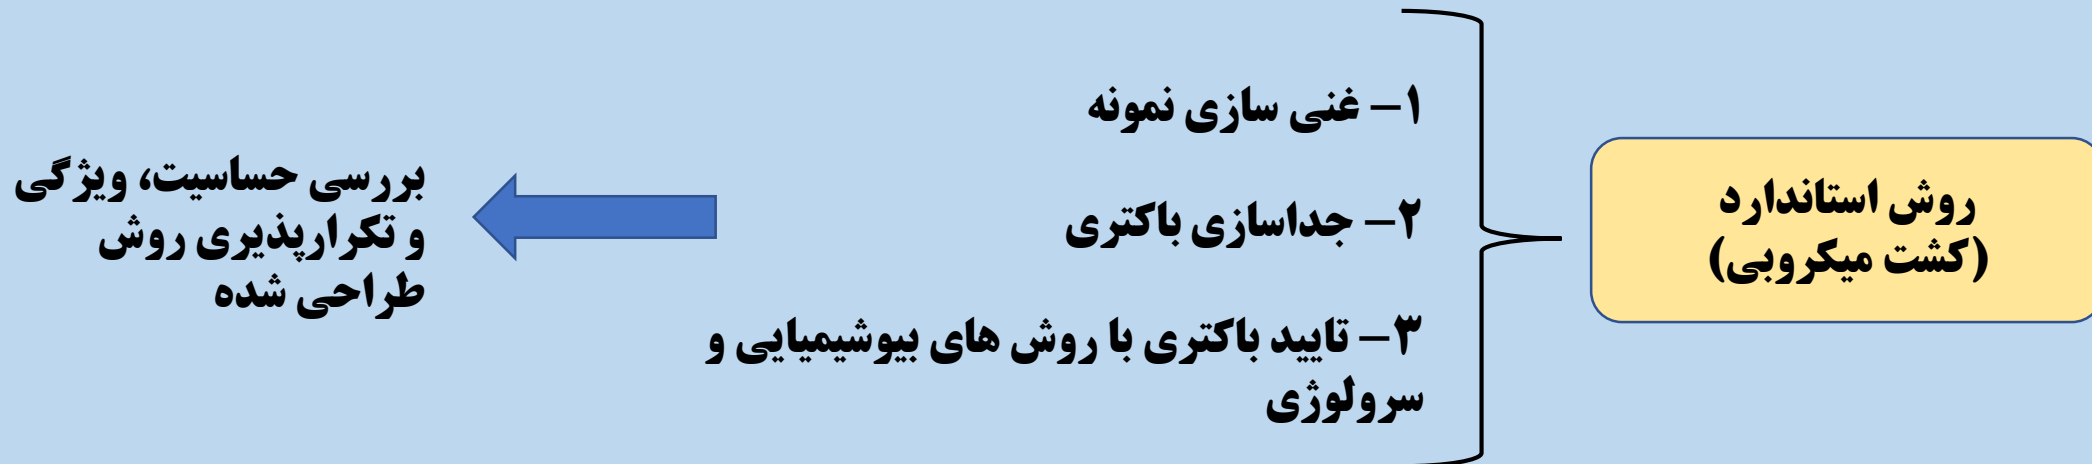 روش استاندارد
(کشت میکروبی)
۱- غنی سازی نمونه
۲- جداسازی باکتری
۳- تایید باکتری با روش های بیوشیمیایی و
سرولوژی
بررسی حساسیت، ویژگی
و تکرارپذیری روش
طراحی شده